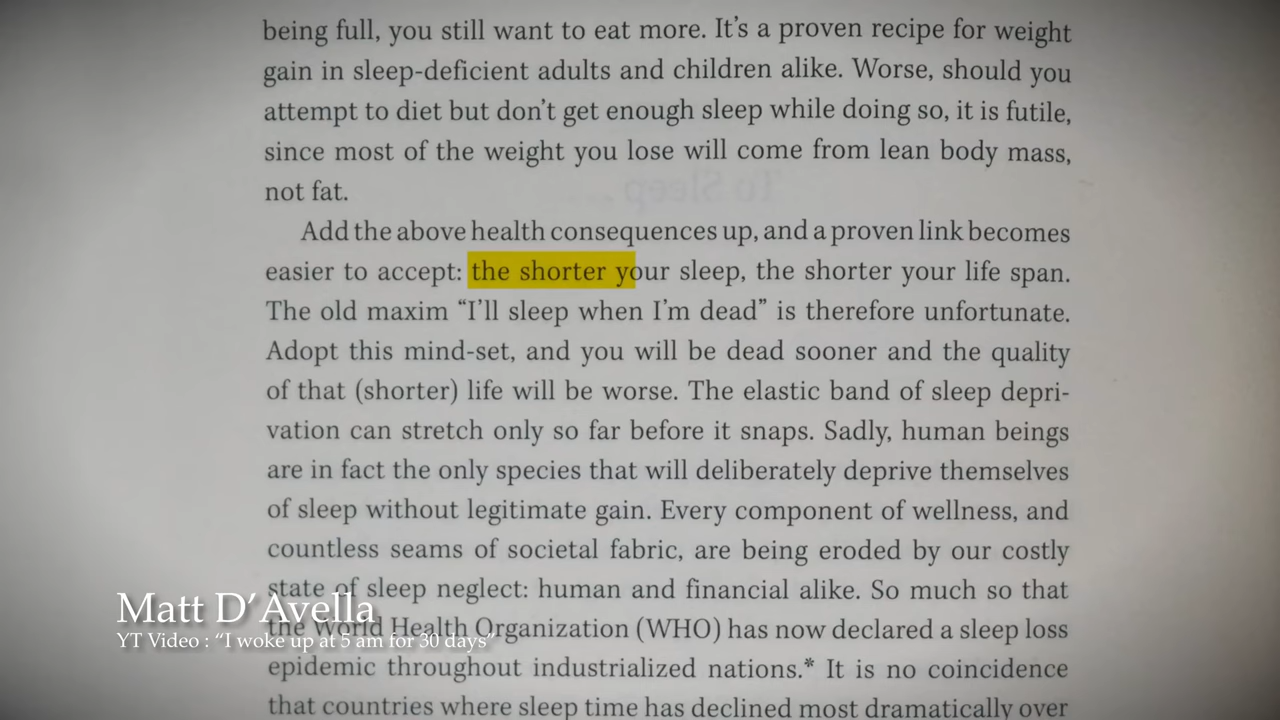 being full, you still want to eat more. It’s a proven recipe for weight
gain in sleep-deficient adults and children alike. Worse, should you
attempt to diet but don’t get enough sleep while doing so, it is futile,
since most of the weight you lose will come from lean body mass,
not fat.
To Sleep ...
Add the above health consequences up, and a proven link becomes
easier to accept: the shorter your sleep, the shorter your life span.
The old maxim “I’ll sleep when I’m dead” is therefore unfortunate.
Adopt this mind-set, and you will be dead sooner and the quality
of that (shorter) life will be worse. The elastic band of sleep depri-
vation can stretch only so far before it snaps. Sadly, human beings
are in fact the only species that will deliberately deprive themselves
of sleep without legitimate gain. Every component of wellness, and
countless seams of societal fabric, are being eroded by our costly
state of sleep neglect: human and financial alike. So much so that
the World Health Organization (WHO) has now declared a sleep loss
epidemic throughout industrialized nations.* It is no coincidence
that countries where sleep time has declined most dramatically over
Matt D’Avella
YT Video : “I woke up at 5 am for 30 days”